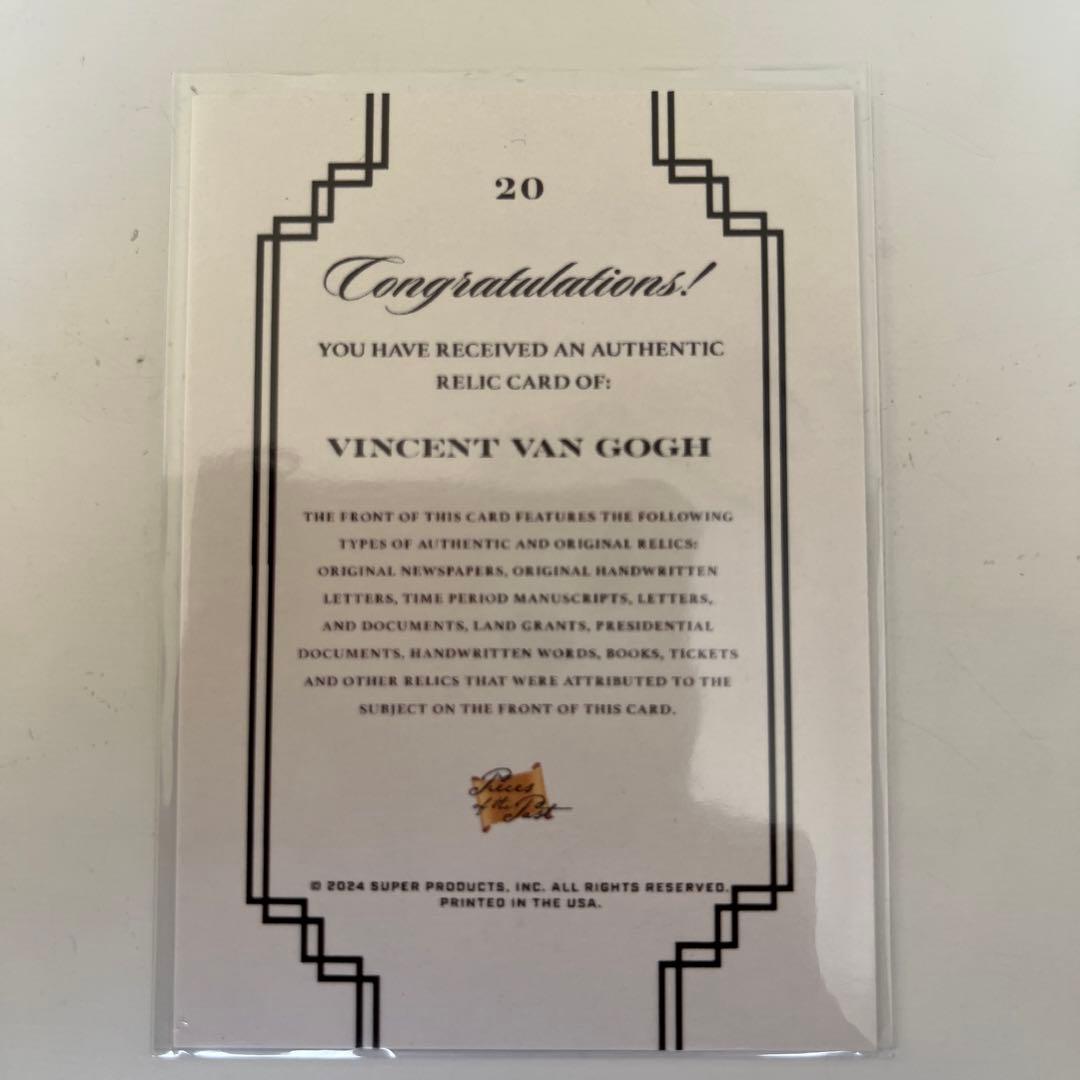 20
Congratulations!
YOU HAVE RECEIVED AN AUTHENTIC
RELIC CARD OF:
VINCENT VAN GOGH
THE FRONT OF THIS CARD FEATURES THE FOLLOWING
TYPES OF AUTHENTIC AND ORIGINAL RELICS:
ORIGINAL NEWSPAPERS, ORIGINAL HANDWRITTEN
LETTERS, TIME PERIOD MANUSCRIPTS, LETTERS,
AND DOCUMENTS, LAND GRANTS, PRESIDENTIAL
DOCUMENTS, HANDWRITTEN WORDS, BOOKS, TICKETS
AND OTHER RELICS THAT WERE ATTRIBUTED TO THE
SUBJECT ON THE FRONT OF THIS CARD.
Pieces
of the Past
© 2024 SUPER PRODUCTS, INC. ALL RIGHTS RESERVED.
PRINTED IN THE USA.